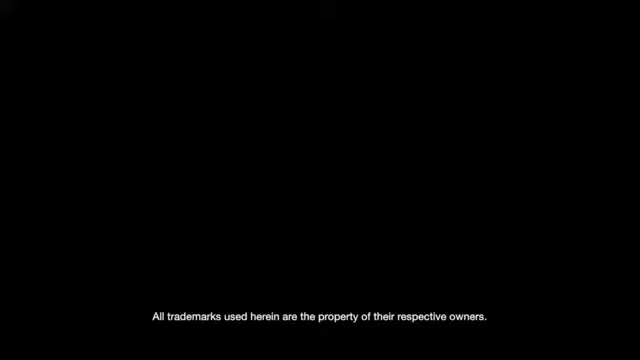 All trademarks used herein are the property of their respective owners.